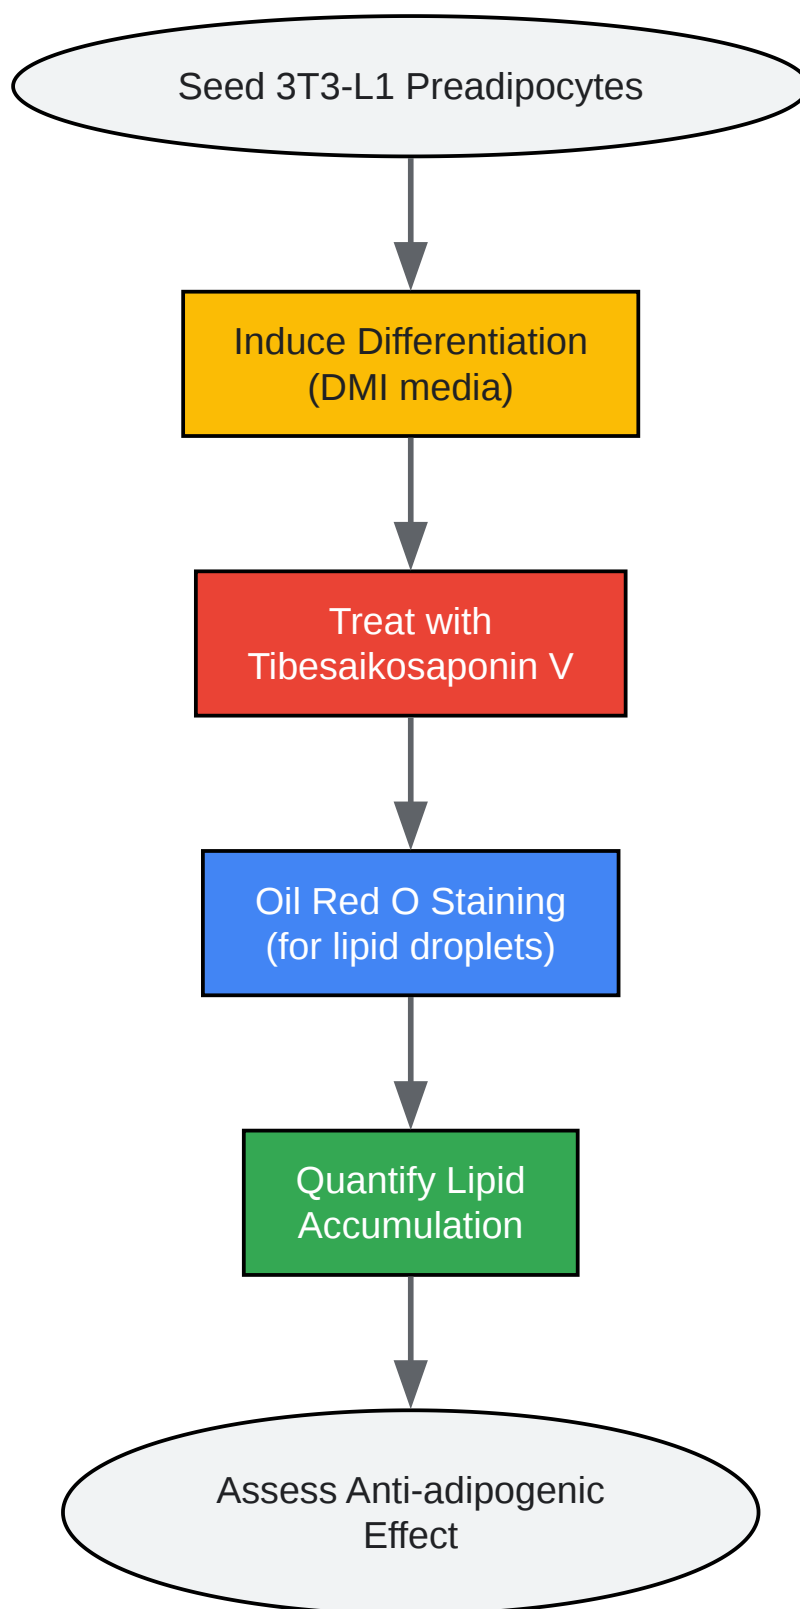 Seed 3T3-L1 Preadipocytes
Induce Differentiation
(DMI media)
Treat with
Tibesaikosaponin V
Oil Red O Staining
(for lipid droplets)
Quantify Lipid
Accumulation
Assess Anti-adipogenic
Effect